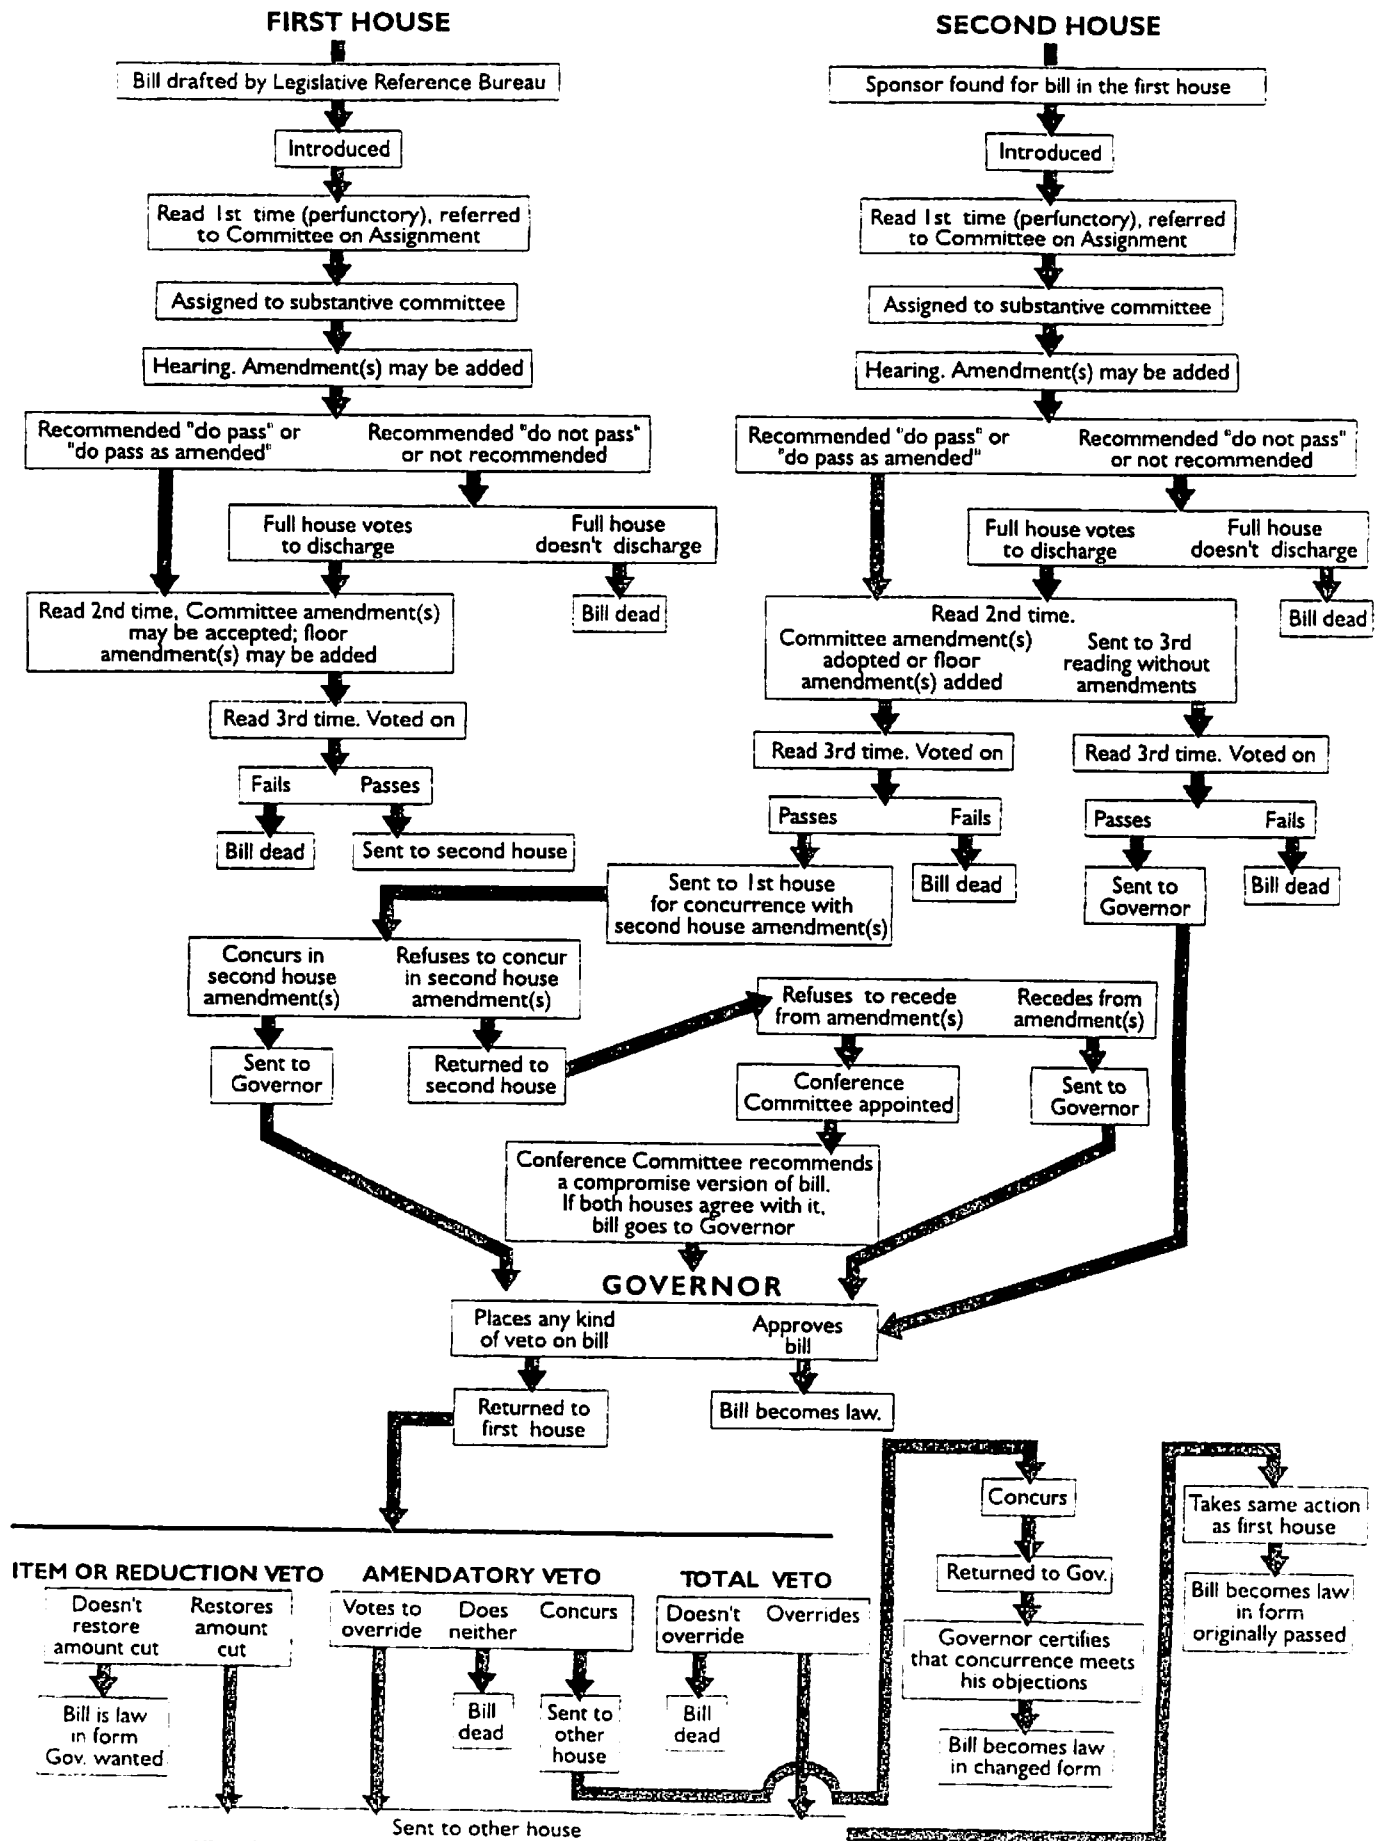 FIRST HOUSE
Bill drafted by Legislative Reference Bureau
Introduced
Read 1st time (perfunctory), referred
to Committee on Assignment
Assigned to substantive committee
Hearing. Amendment(s) may be added
Recommended "do pass" or
"do pass as amended"
Recommended "do not pass"
or not recommended
Full house votes
to discharge
Full house
doesn't discharge
Bill dead
Read 2nd time, Committee amendment(s)
may be accepted; floor
amendment(s) may be added
Read 3rd time. Voted on
Fails
Passes
Bill dead
Sent to second house
SECOND HOUSE
Sponsor found for bill in the first house
Introduced
Read 1st time (perfunctory), referred
to Committee on Assignment
Assigned to substantive committee
Hearing. Amendment(s) may be added
Recommended "do pass" or
"do pass as amended"
Recommended "do not pass"
or not recommended
Full house votes
to discharge
Full house
doesn't discharge
Bill dead
Read 2nd time.
Committee amendment(s)
adopted or floor
amendment(s) added
Sent to 3rd
reading without
amendments
Read 3rd time. Voted on
Read 3rd time. Voted on
Passes
Fails
Passes
Fails
Sent to 1st house
for concurrence with
second house amendment(s)
Bill dead
Sent to
Governor
Bill dead
Concurs in
second house
amendment(s)
Refuses to concur
in second house
amendment(s)
Sent to
Governor
Returned to
second house
Refuses to recede
from amendment(s)
Recedes from
amendment(s)
Conference
Committee appointed
Sent to
Governor
Conference Committee recommends
a compromise version of bill.
If both houses agree with it,
bill goes to Governor
GOVERNOR
Places any kind
of veto on bill
Approves
bill
Returned to
first house
Bill becomes law.
ITEM OR REDUCTION VETO
Doesn't
restore
amount cut
Restores
amount
cut
Bill is law
in form
Gov. wanted
AMENDATORY VETO
Votes to
override
Does
neither
Concurs
Bill
dead
Sent to
other
house
TOTAL VETO
Doesn't
override
Overrides
Bill
dead
Sent to other house
Concurs
Returned to Gov.
Governor certifies
that concurrence meets
his objections
Bill becomes law
in changed form
Takes same action
as first house
Bill becomes law
in form
originally passed